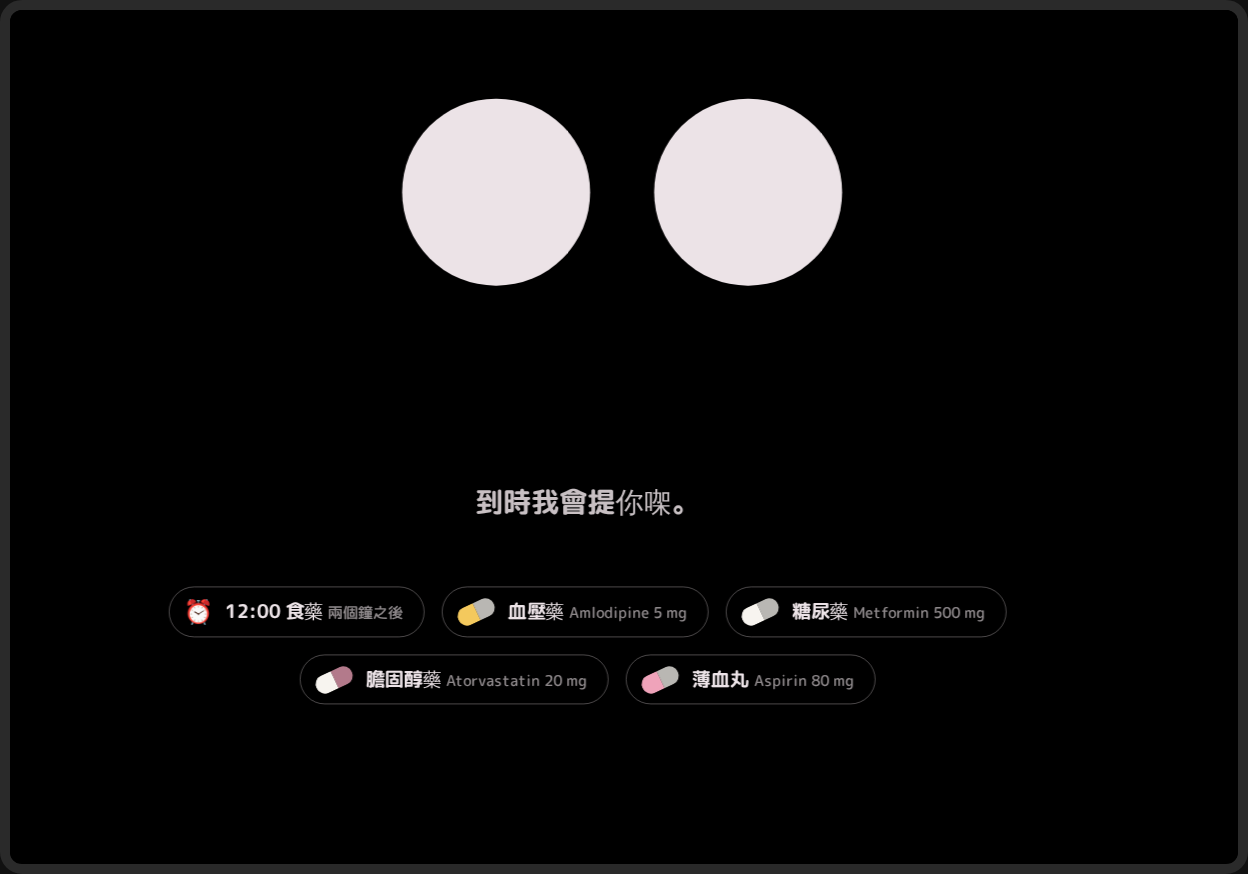 到時我會提你㗎。
12:00 食藥 兩個鐘之後
血壓藥 Amlodipine 5 mg
糖尿藥 Metformin 500 mg
膽固醇藥 Atorvastatin 20 mg
薄血丸 Aspirin 80 mg